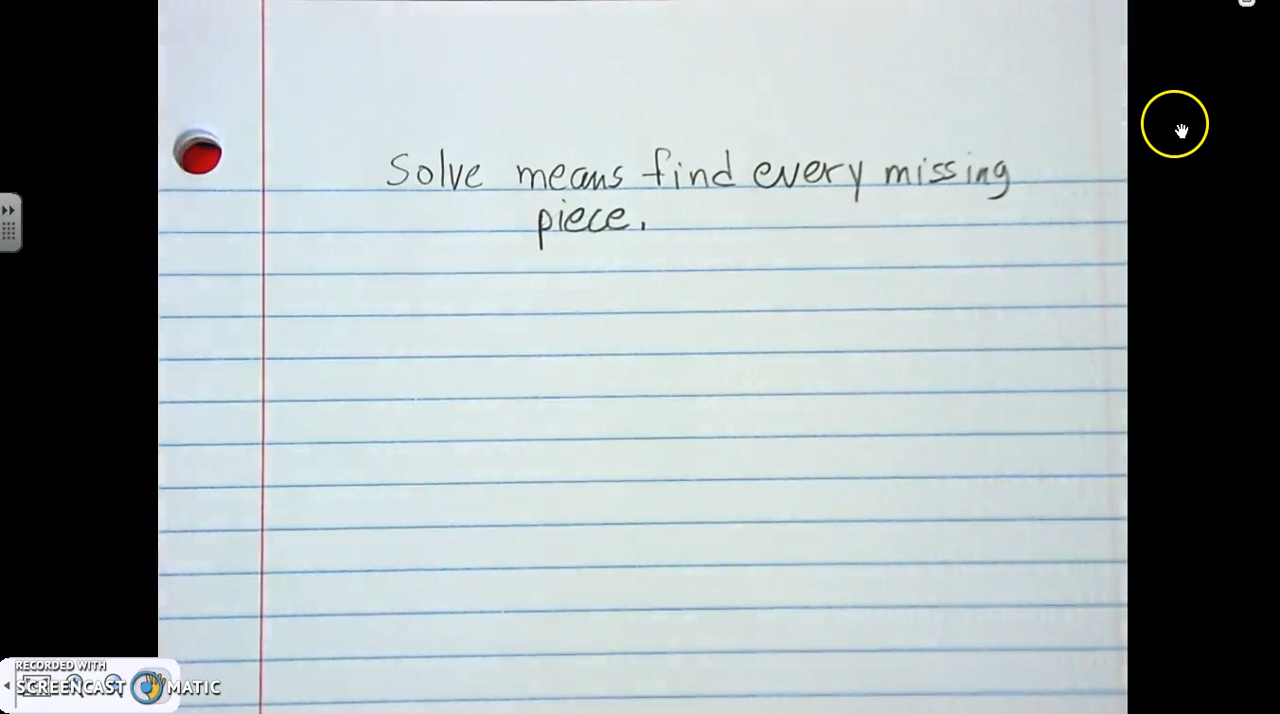 Solve means find every missing
piece.
RECORDED WITH
SCREENCAST MATIC